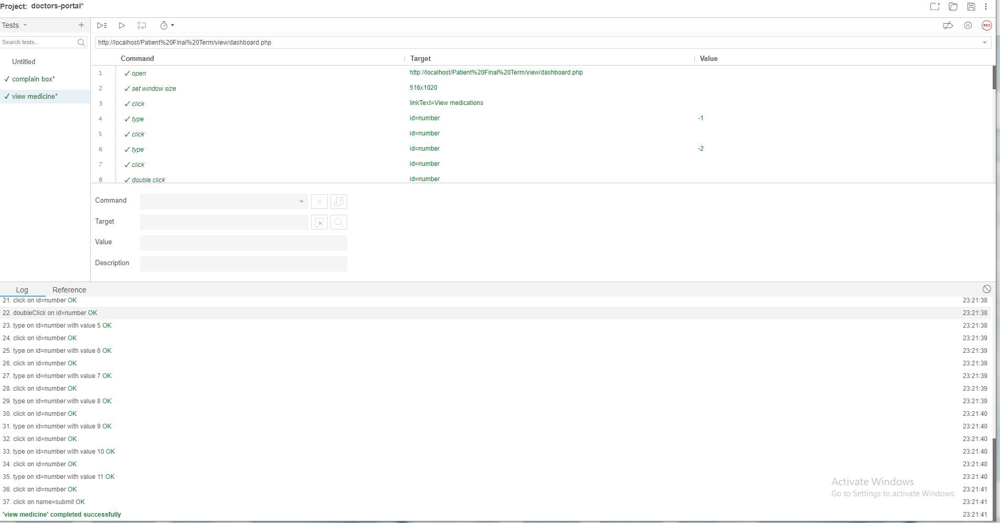 Project: doctors-portal*
Tests
Search tests...
Untitled
✓ complain box*
✓ view medicine*
REC
http://localhost/Patient%20Final%20Term/view/dashboard.php
Command Target Value
1 ✓ open http://localhost/Patient%20Final%20Term/view/dashboard.php
2 ✓ set window size 516x1020
3 ✓ click linkText=View medications
4 ✓ type id=number -1
5 ✓ click id=number
6 ✓ type id=number -2
7 ✓ click id=number
8 ✓ double click id=number
Command //
Target
Value
Description
Log Reference
21. click on id=number OK 23:21:38
22. doubleClick on id=number OK 23:21:38
23. type on id=number with value 5 OK 23:21:38
24. click on id=number OK 23:21:39
25. type on id=number with value 6 OK 23:21:39
26. click on id=number OK 23:21:39
27. type on id=number with value 7 OK 23:21:39
28. click on id=number OK 23:21:39
29. type on id=number with value 8 OK 23:21:39
30. click on id=number OK 23:21:40
31. type on id=number with value 9 OK 23:21:40
32. click on id=number OK 23:21:40
33. type on id=number with value 10 OK 23:21:40
34. click on id=number OK 23:21:40
35. type on id=number with value 11 OK 23:21:40
36. click on id=number OK 23:21:41
37. click on name=submit OK 23:21:41
'view medicine' completed successfully 23:21:41
Activate Windows
Go to Settings to activate Windows.